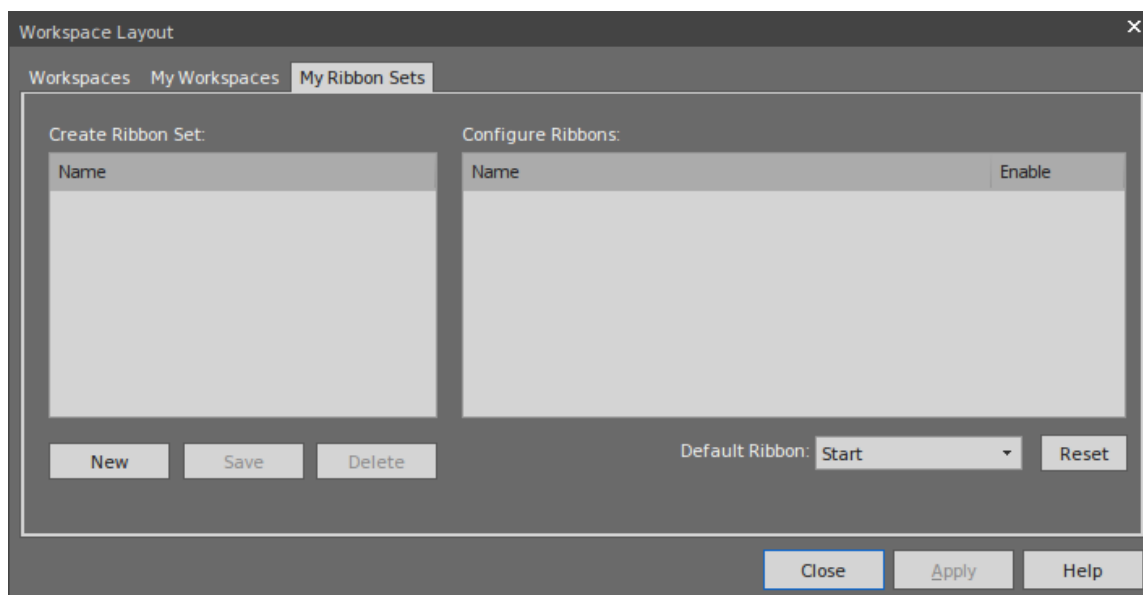 Workspace Layout
Workspaces My Workspaces My Ribbon Sets
Create Ribbon Set: Configure Ribbons:
Name Name Enable
New Save Delete Default Ribbon: Start Reset
Close Apply Help